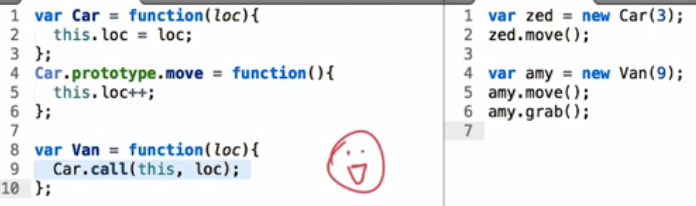 1 var Car = function(loc){
2   this.loc = loc;
3 };
4 Car.prototype.move = function(){
5   this.loc++;
6 };
7
8 var Van = function(loc){
9   Car.call(this, loc);
10 };
1 var zed = new Car(3);
2 zed.move();
3
4 var amy = new Van(9);
5 amy.move();
6 amy.grab();
7